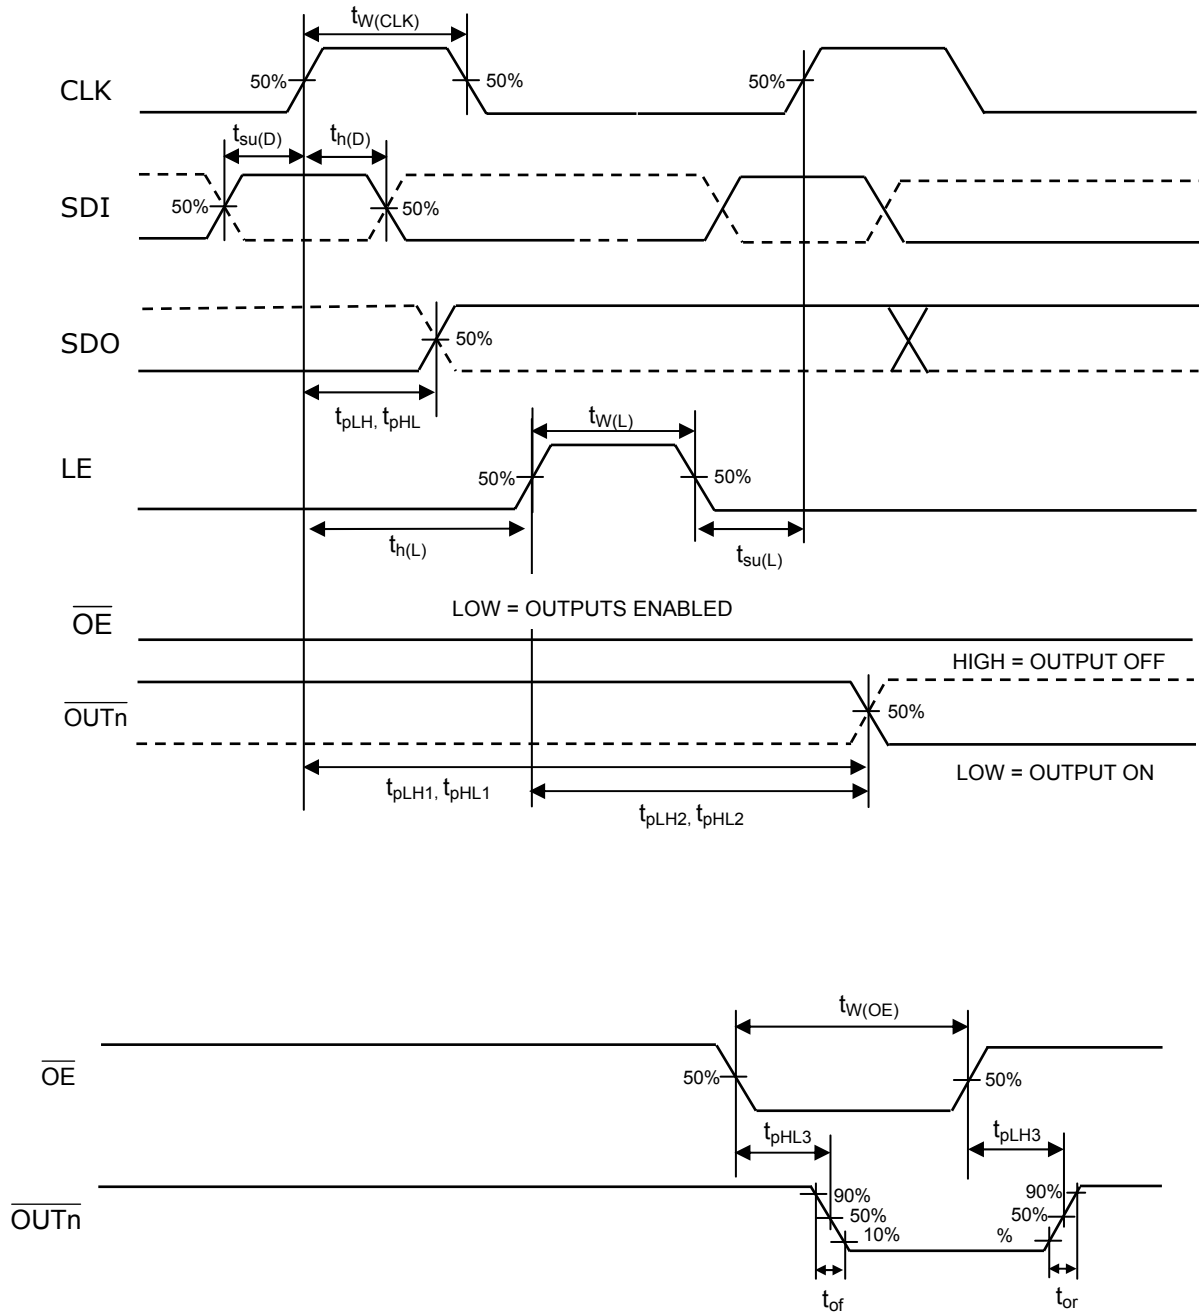 tW(CLK)
CLK
50%
50%
50%
tsu(D)
th(D)
SDI
50%
50%
SDO
50%
tpLH, tpHL
tW(L)
LE
50%
50%
th(L)
tsu(L)
OE
LOW = OUTPUTS ENABLED
HIGH = OUTPUT OFF
OUTn
50%
LOW = OUTPUT ON
tpLH1, tpHL1
tpLH2, tpHL2
tW(OE)
OE
50%
50%
tpHL3
tpLH3
OUTn
90%
50%
10%
90%
50%
%
tof
tor